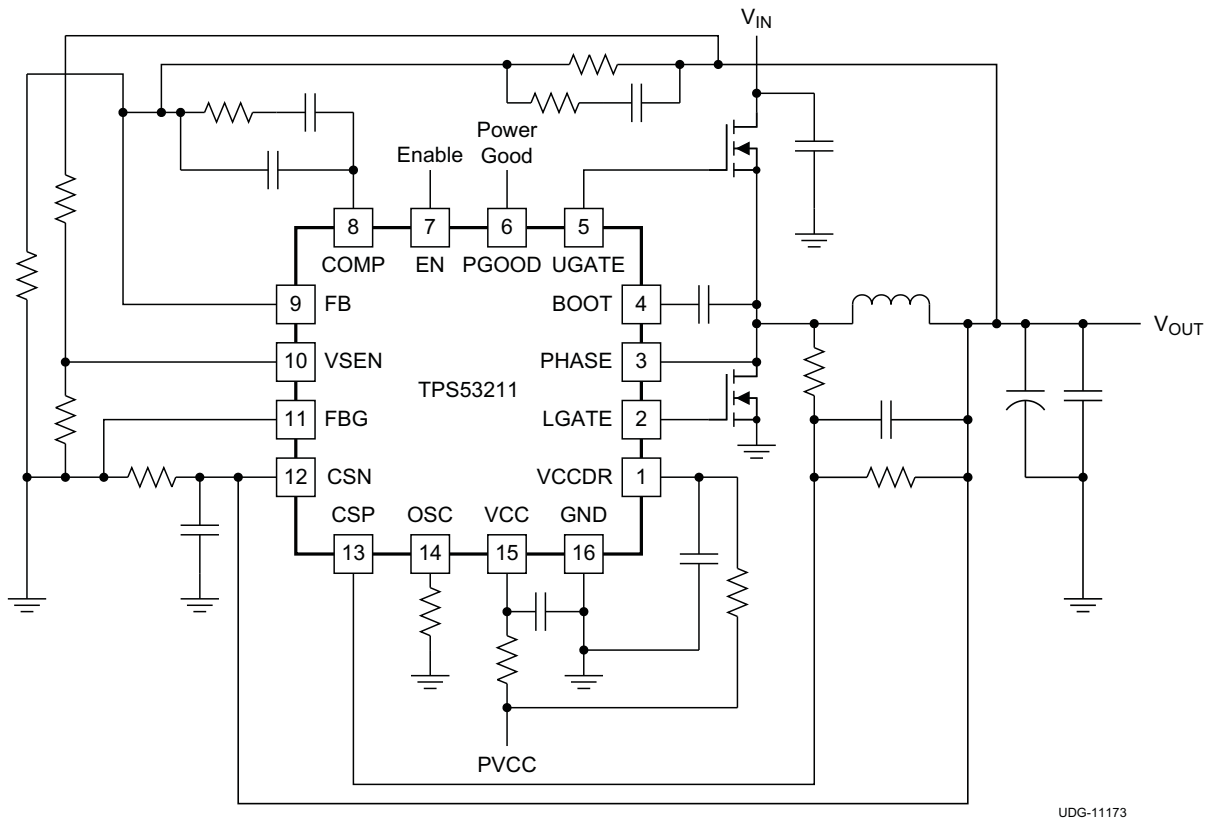 VIN
Power
Good
Enable
8
7
6
5
COMP
EN
PGOOD
UGATE
9
FB
BOOT
4
VOUT
10
VSEN
PHASE
3
TPS53211
11
FBG
LGATE
2
12
CSN
VCCDR
1
CSP
OSC
VCC
GND
13
14
15
16
PVCC
UDG-11173